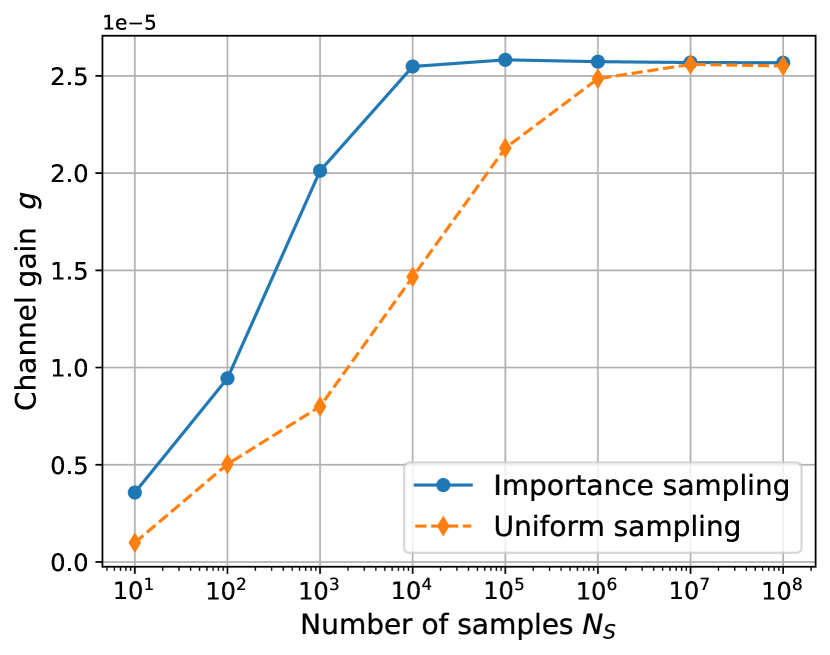 1e−5
2.5
2.0
1.5
1.0
0.5
0.0
Channel gain g
Importance sampling
Uniform sampling
10¹ 10² 10³ 10⁴ 10⁵ 10⁶ 10⁷ 10⁸
Number of samples N_S